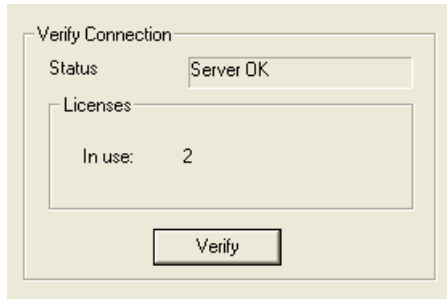 Verify Connection
Status Server OK
Licenses
In use: 2
Verify